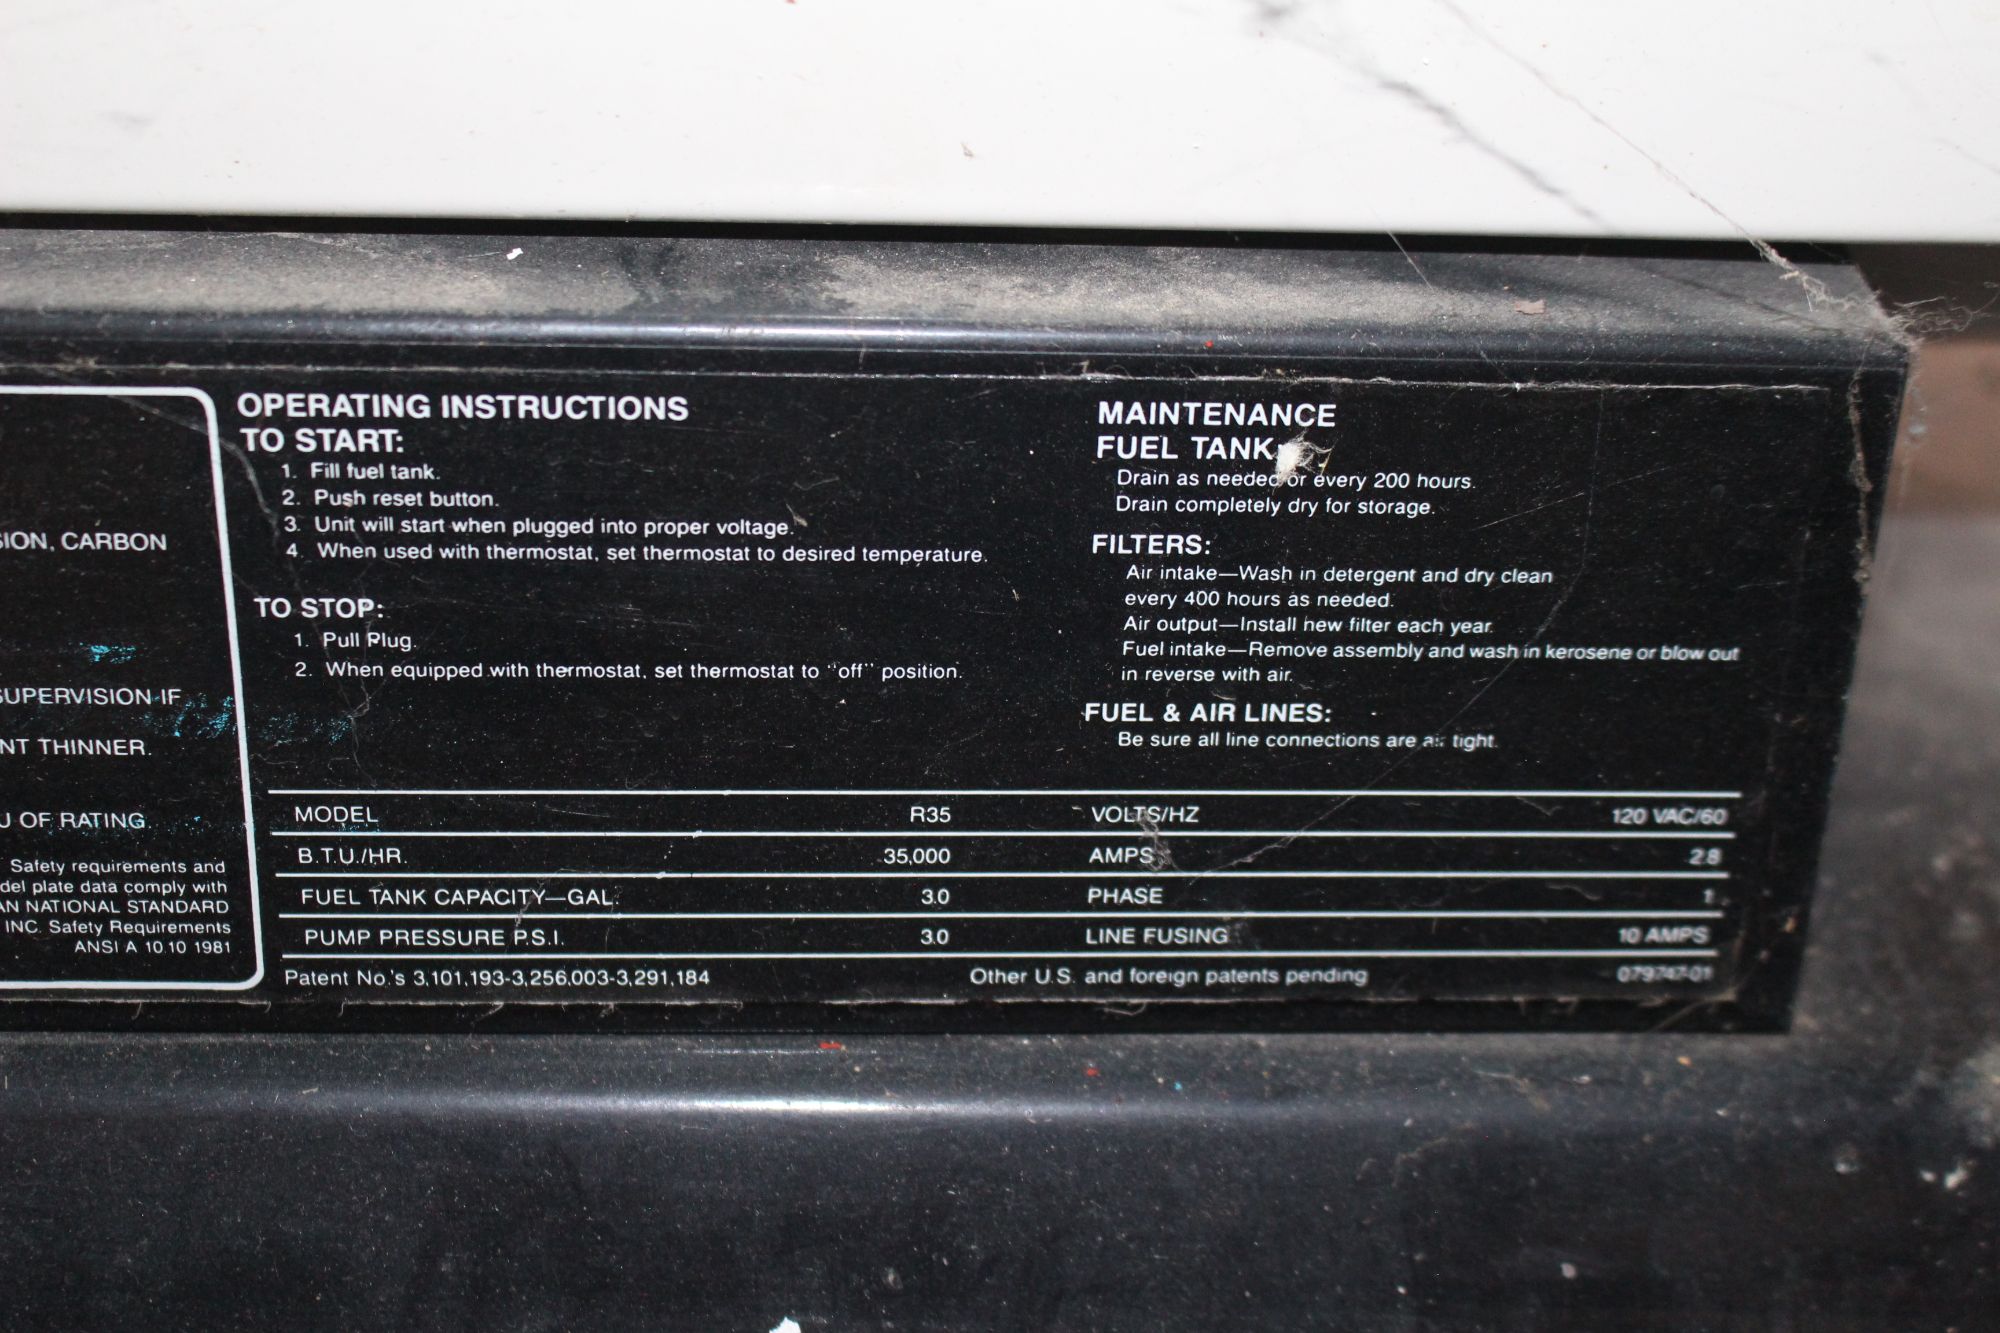 SION, CARBON
SUPERVISION IF
NT THINNER.
U OF RATING.
Safety requirements and
del plate data comply with
AN NATIONAL STANDARD
INC. Safety Requirements
ANSI A 10.10 1981
OPERATING INSTRUCTIONS
TO START:
1. Fill fuel tank.
2. Push reset button.
3. Unit will start when plugged into proper voltage.
4. When used with thermostat, set thermostat to desired temperature.
TO STOP:
1. Pull Plug.
2. When equipped with thermostat, set thermostat to "off" position.
MAINTENANCE
FUEL TANK:
Drain as needed or every 200 hours.
Drain completely dry for storage.
FILTERS:
Air intake—Wash in detergent and dry clean
every 400 hours as needed.
Air output—Install new filter each year.
Fuel intake—Remove assembly and wash in kerosene or blow out
in reverse with air.
FUEL & AIR LINES:
Be sure all line connections are air tight.
MODEL R35 VOLTS/HZ 120 VAC/60
B.T.U./HR. 35,000 AMPS 2.8
FUEL TANK CAPACITY—GAL. 3.0 PHASE 1
PUMP PRESSURE P.S.I. 3.0 LINE FUSING 10 AMPS
Patent No.'s 3,101,193-3,256,003-3,291,184 Other U.S. and foreign patents pending 079747-01